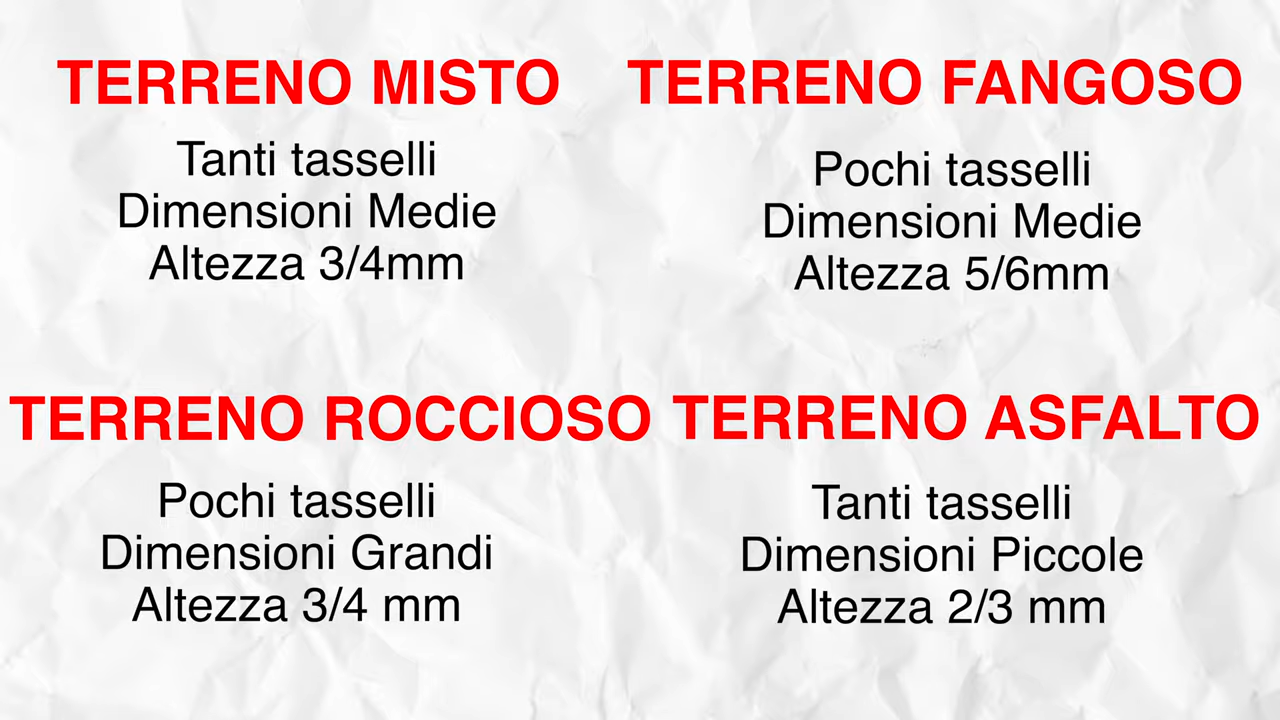 TERRENO MISTO
Tanti tasselli
Dimensioni Medie
Altezza 3/4mm
TERRENO FANGOSO
Pochi tasselli
Dimensioni Medie
Altezza 5/6mm
TERRENO ROCCIOSO
Pochi tasselli
Dimensioni Grandi
Altezza 3/4 mm
TERRENO ASFALTO
Tanti tasselli
Dimensioni Piccole
Altezza 2/3 mm